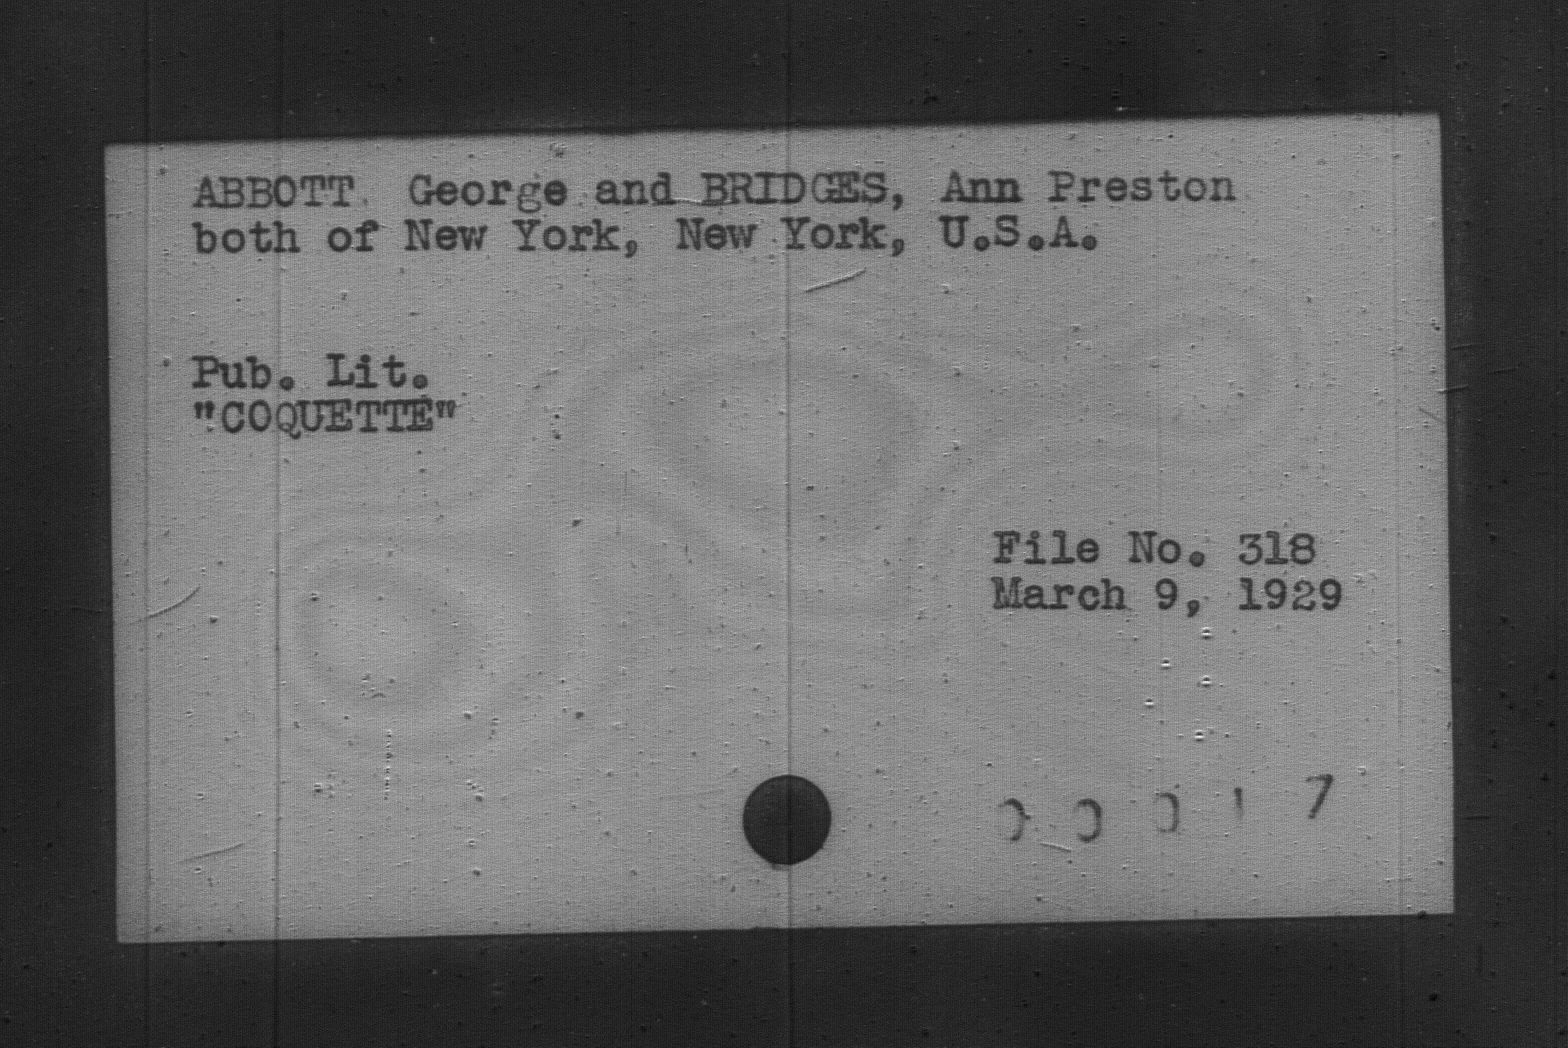 ABBOTT George and BRIDGES, Ann Preston
both of New York, New York, U.S.A.
Pub. Lit.
"COQUETTE"
File No. 318
March 9, 1929
00017